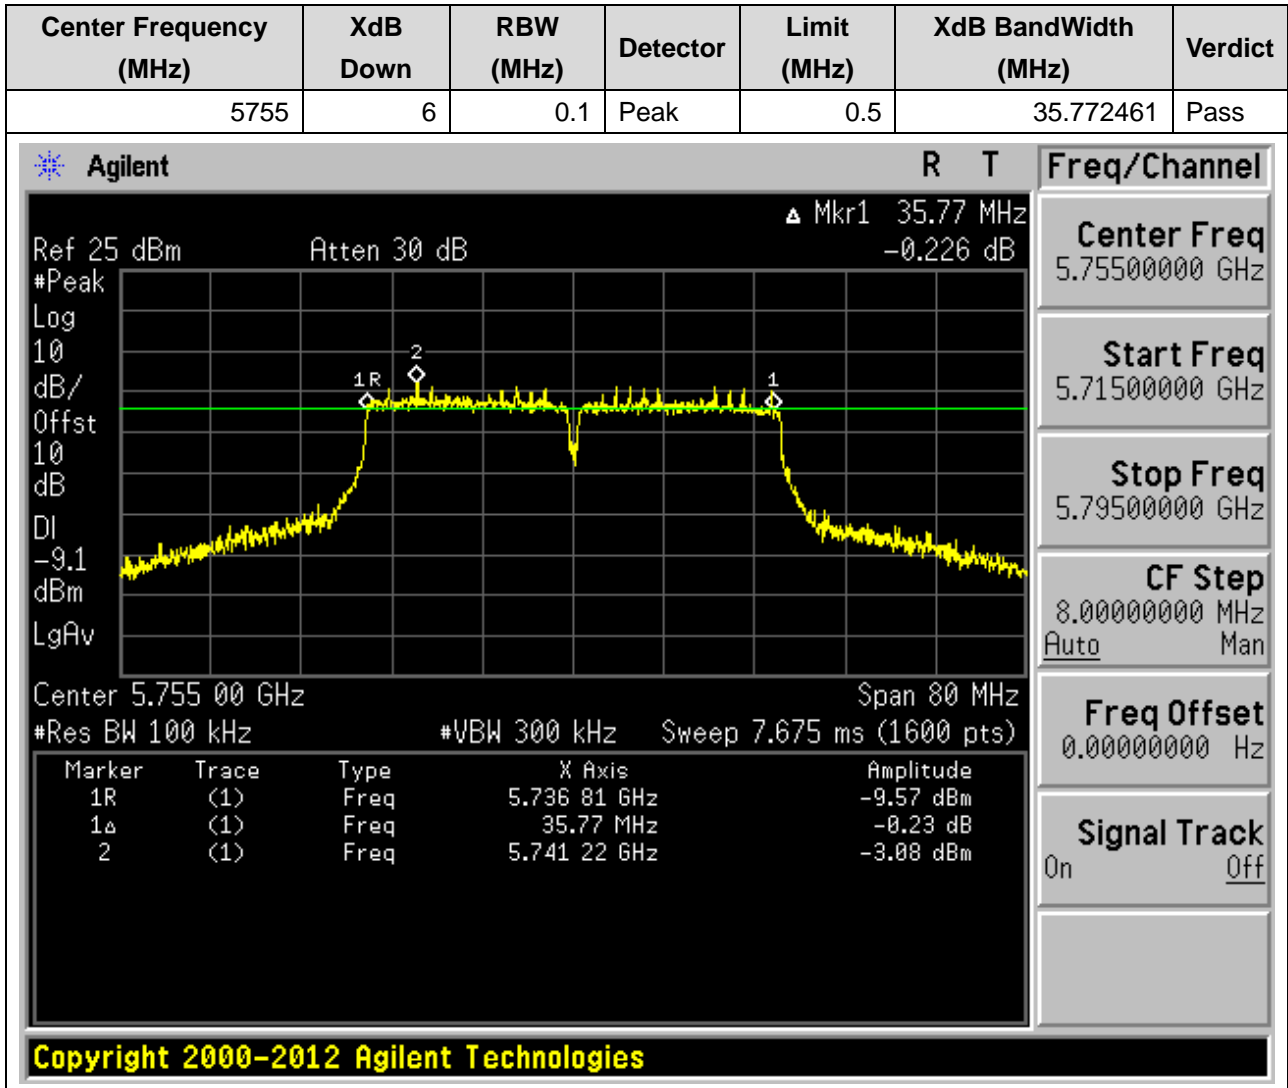 Center Frequency (MHz) XdB Down RBW (MHz) Detector Limit (MHz) XdB BandWidth (MHz) Verdict
5755 6 0.1 Peak 0.5 35.772461 Pass
Agilent R T
Δ Mkr1 35.77 MHz
Ref 25 dBm Atten 30 dB -0.226 dB
#Peak
Log
10
dB/
Offst
10
dB
DI
-9.1
dBm
LgAv
1R
2
1
Center 5.755 00 GHz Span 80 MHz
#Res BW 100 kHz #VBW 300 kHz Sweep 7.675 ms (1600 pts)
Marker Trace Type X Axis Amplitude
1R (1) Freq 5.736 81 GHz -9.57 dBm
1Δ (1) Freq 35.77 MHz -0.23 dB
2 (1) Freq 5.741 22 GHz -3.08 dBm
Freq/Channel
Center Freq
5.75500000 GHz
Start Freq
5.71500000 GHz
Stop Freq
5.79500000 GHz
CF Step
8.00000000 MHz
Auto Man
Freq Offset
0.00000000 Hz
Signal Track
On Off
Copyright 2000-2012 Agilent Technologies